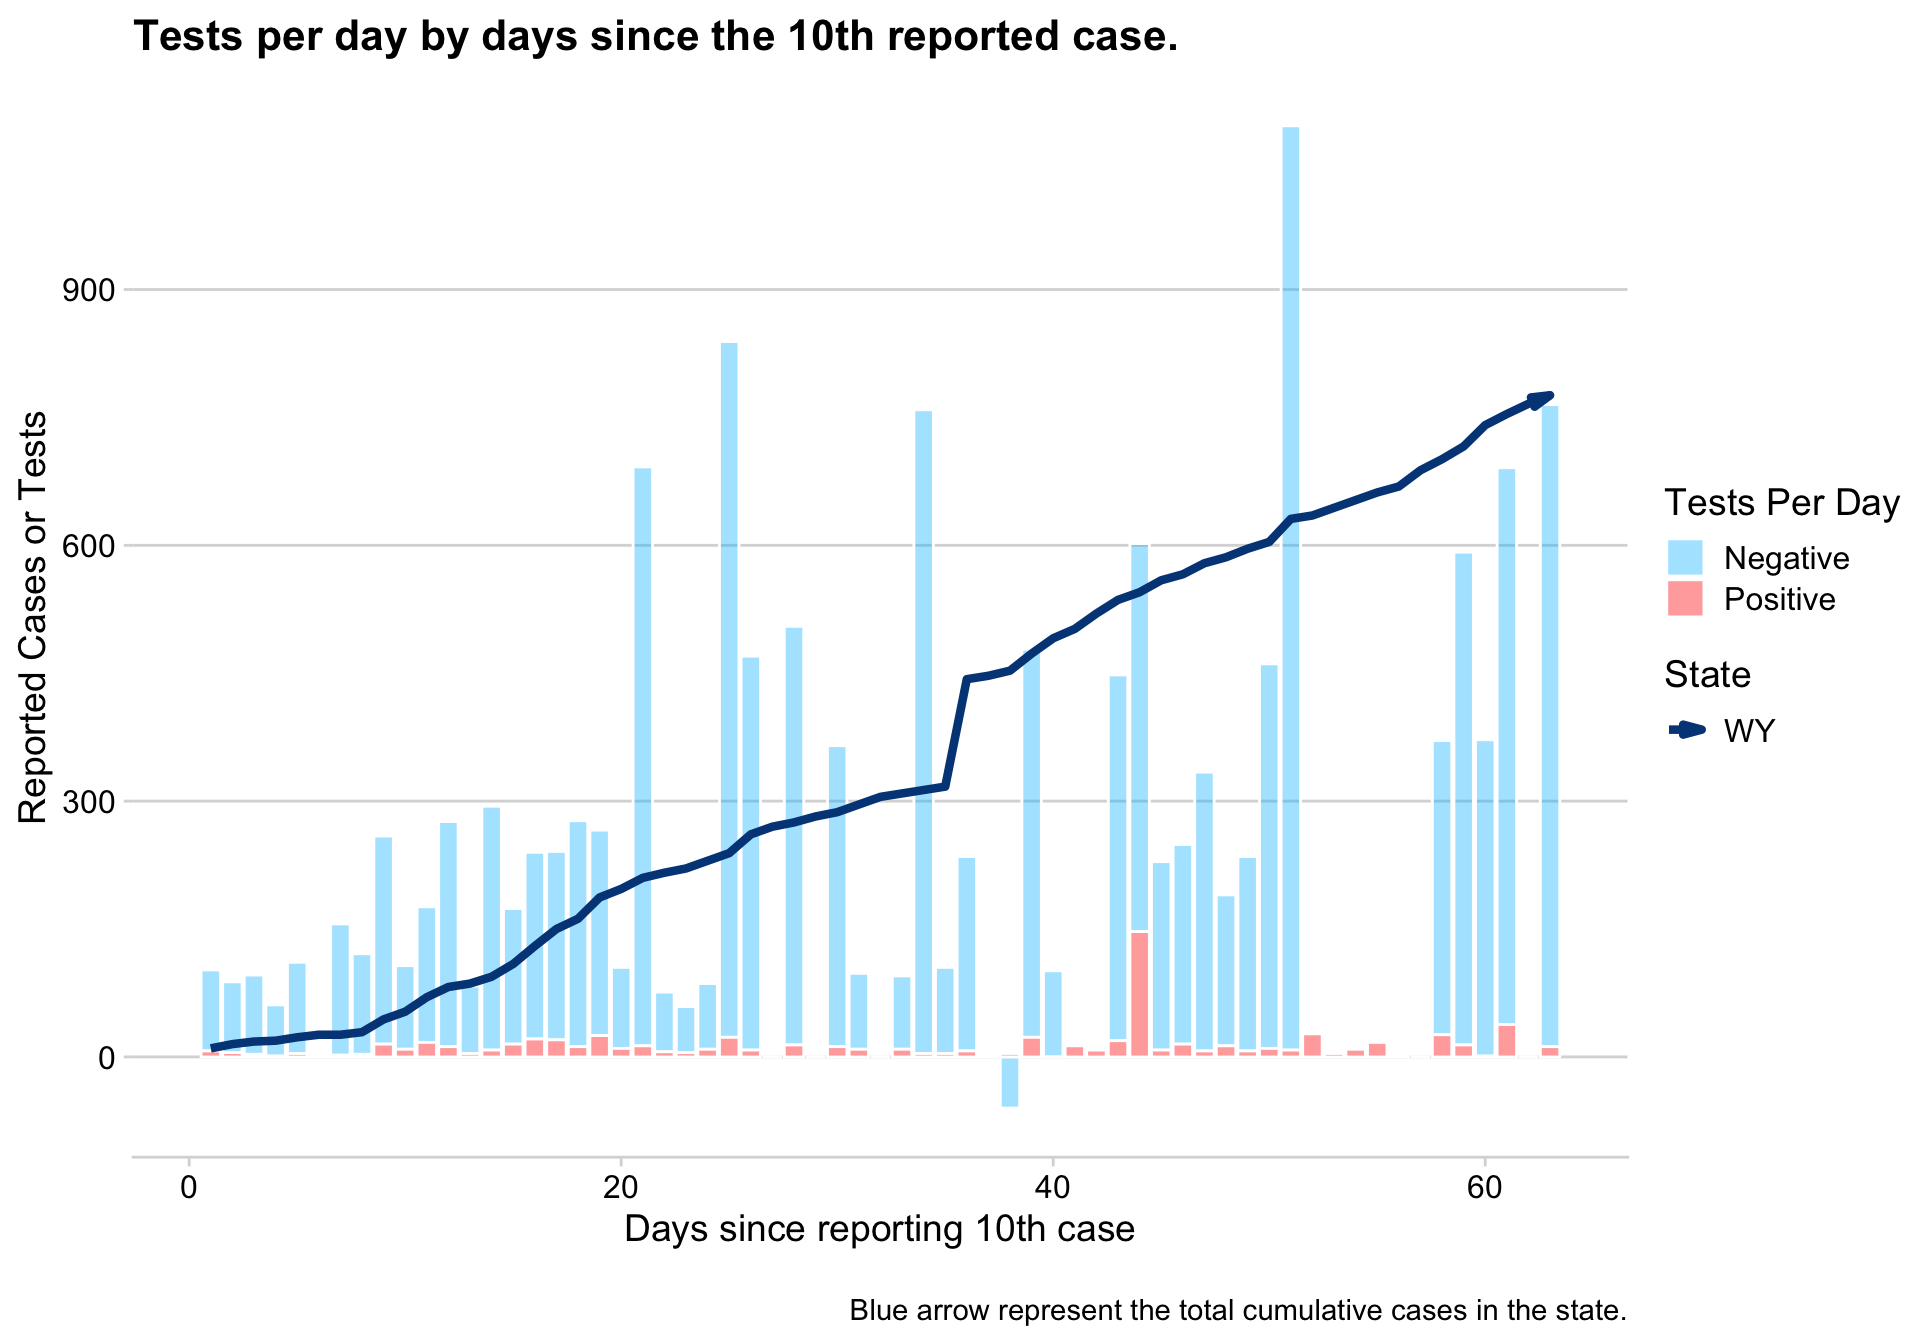 Tests per day by days since the 10th reported case.
Reported Cases or Tests
900
600
300
0
0 20 40 60
Days since reporting 10th case
Tests Per Day
Negative
Positive
State
WY
Blue arrow represent the total cumulative cases in the state.